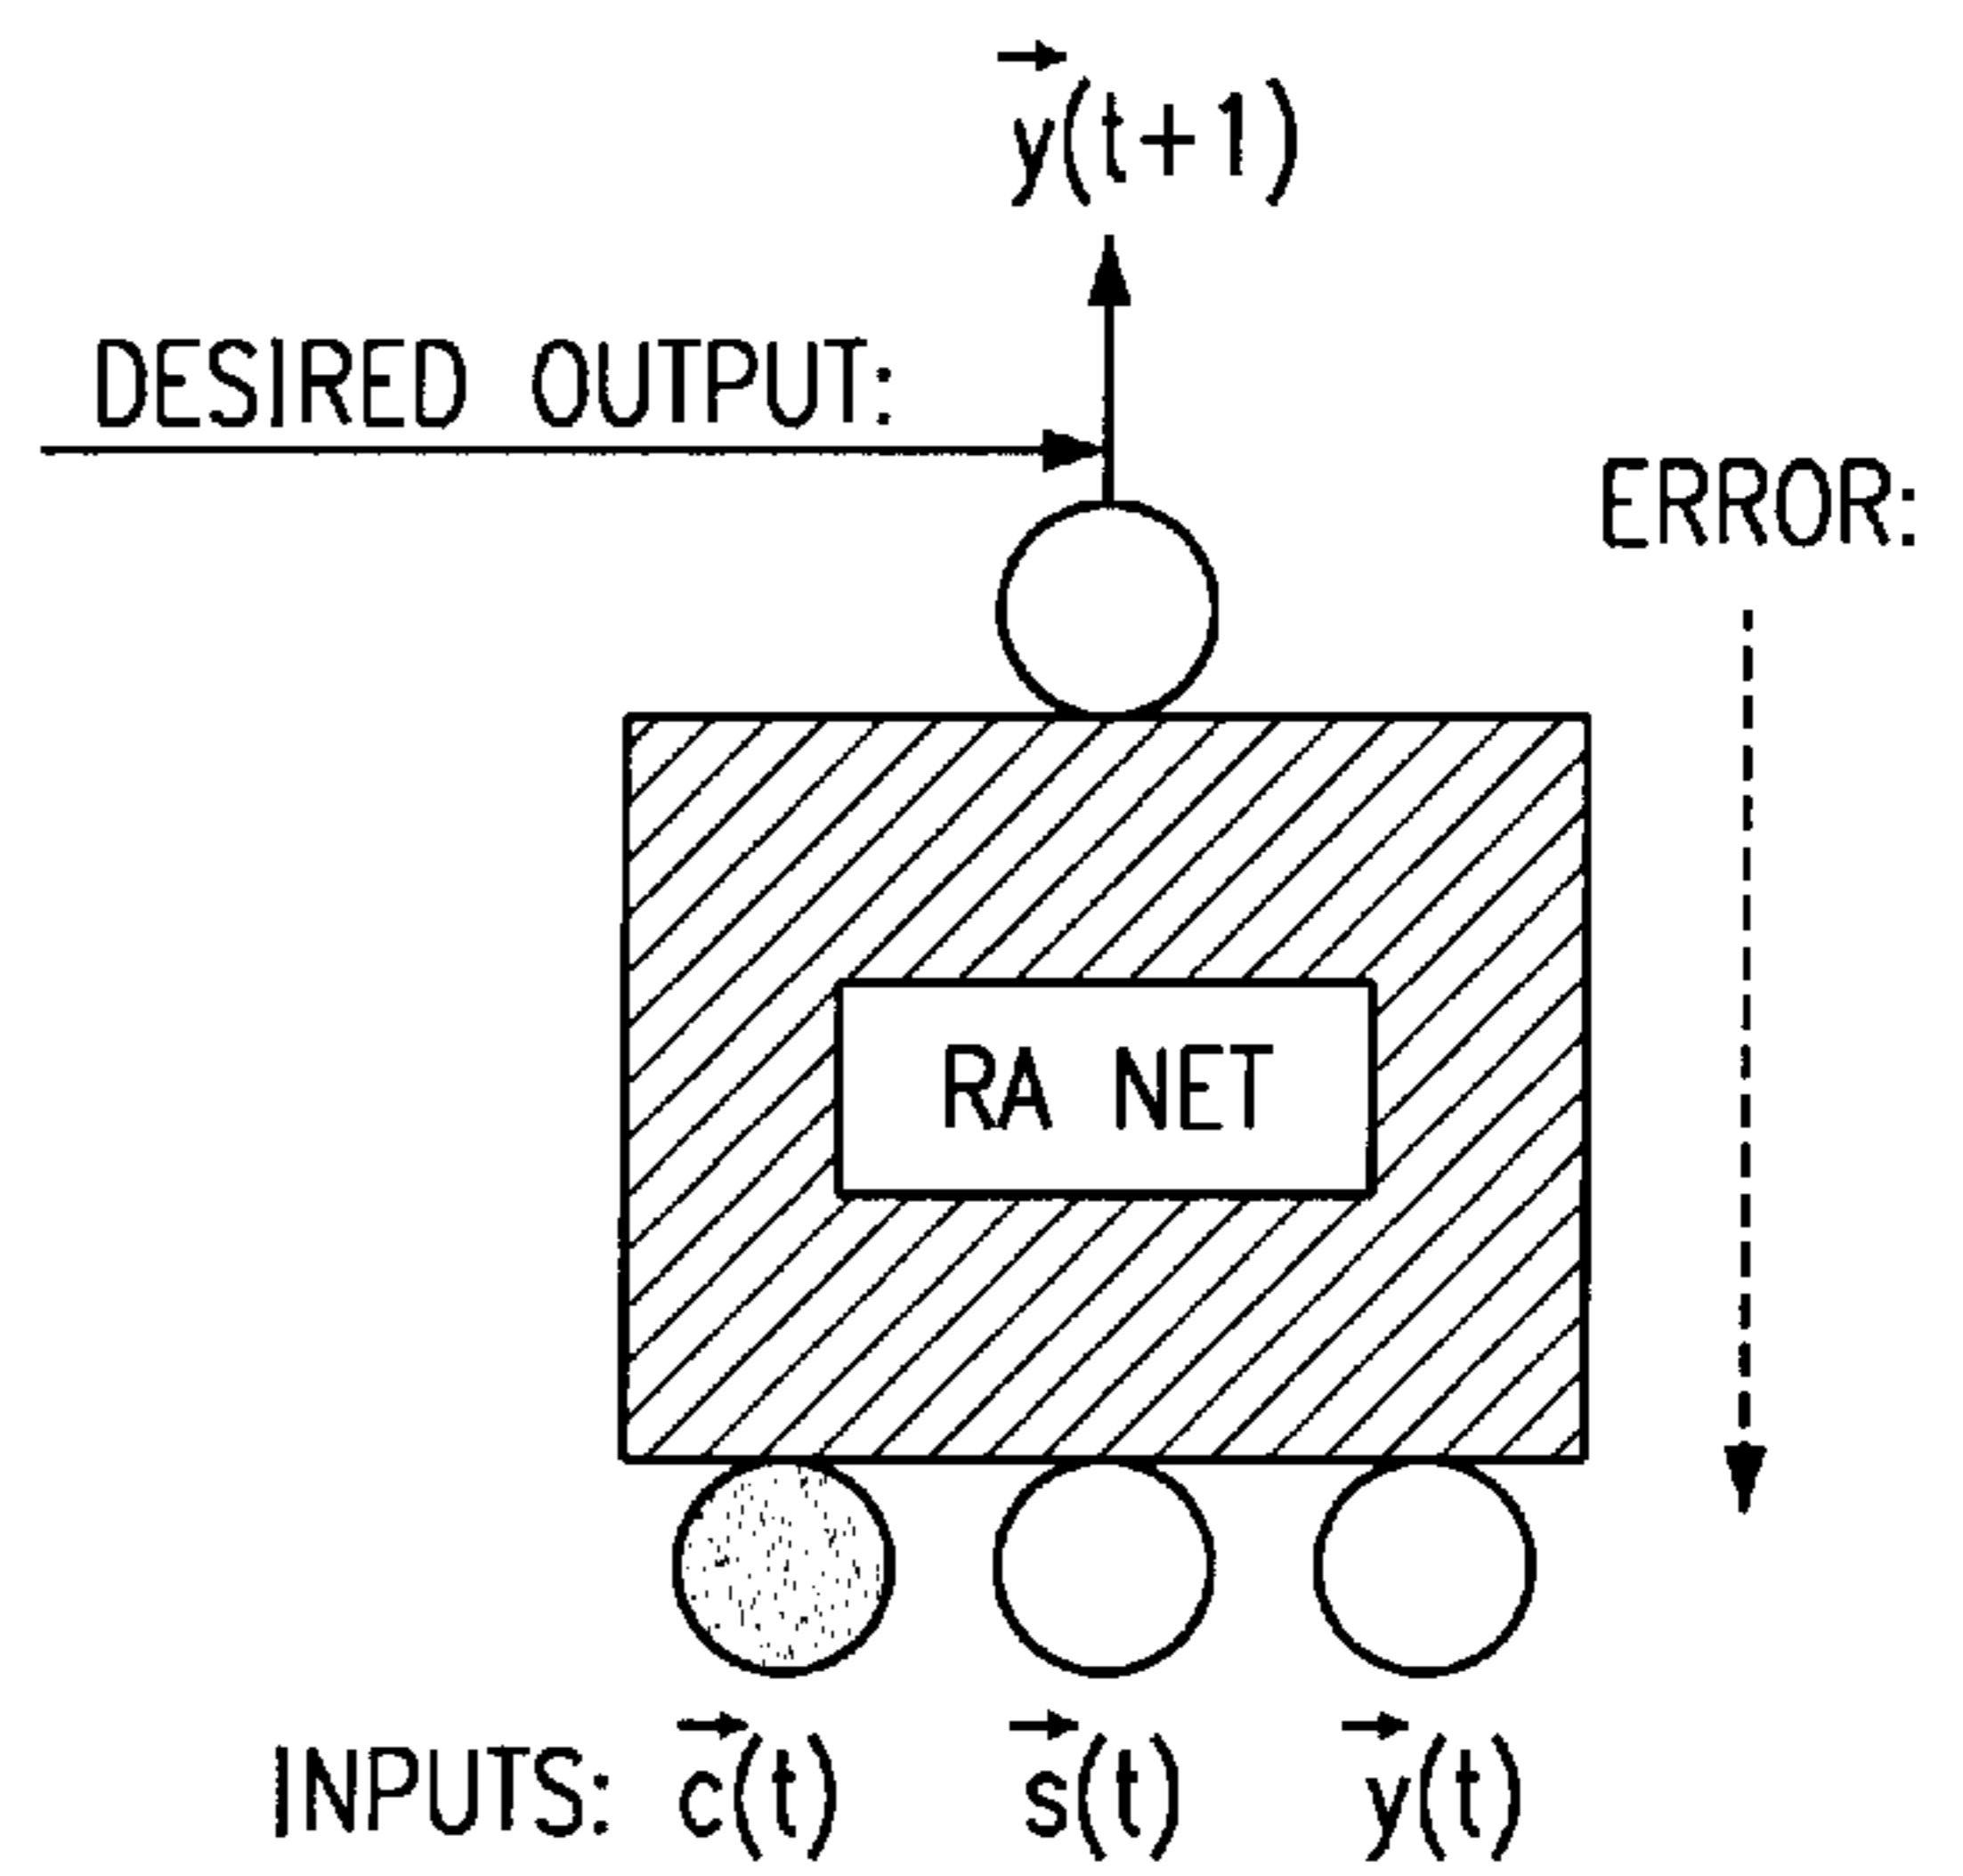 y⃗(t+1)
DESIRED OUTPUT:
ERROR:
RA NET
INPUTS: c⃗(t) s⃗(t) y⃗(t)